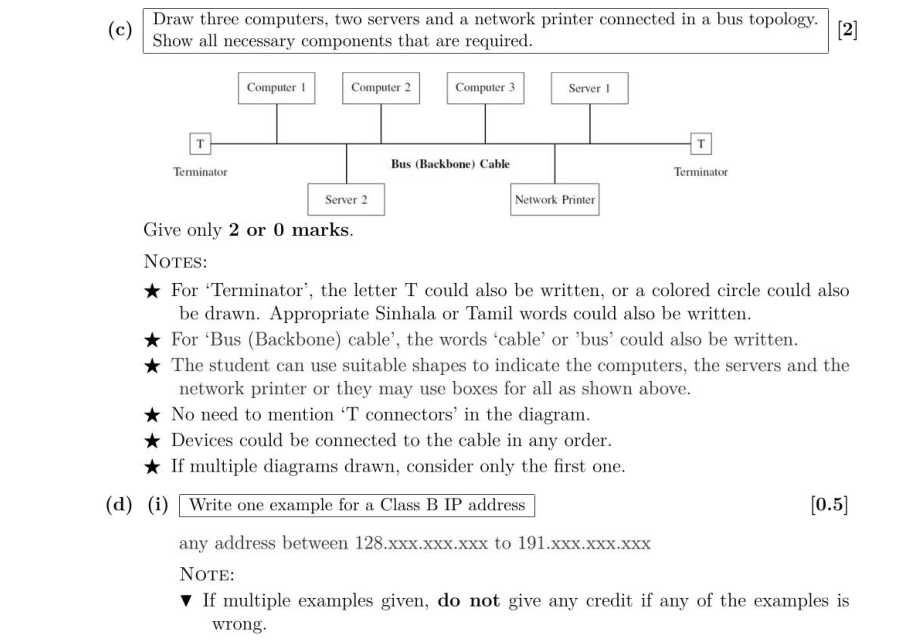 (c) Draw three computers, two servers and a network printer connected in a bus topology. [2]
Show all necessary components that are required.
Computer 1 Computer 2 Computer 3 Server 1
T T
Bus (Backbone) Cable
Terminator Terminator
Server 2 Network Printer
Give only 2 or 0 marks.
NOTES:
★ For ‘Terminator’, the letter T could also be written, or a colored circle could also
be drawn. Appropriate Sinhala or Tamil words could also be written.
★ For ‘Bus (Backbone) cable’, the words ‘cable’ or ’bus’ could also be written.
★ The student can use suitable shapes to indicate the computers, the servers and the
network printer or they may use boxes for all as shown above.
★ No need to mention ‘T connectors’ in the diagram.
★ Devices could be connected to the cable in any order.
★ If multiple diagrams drawn, consider only the first one.
(d) (i) Write one example for a Class B IP address [0.5]
any address between 128.xxx.xxx.xxx to 191.xxx.xxx.xxx
NOTE:
▼ If multiple examples given, do not give any credit if any of the examples is
wrong.